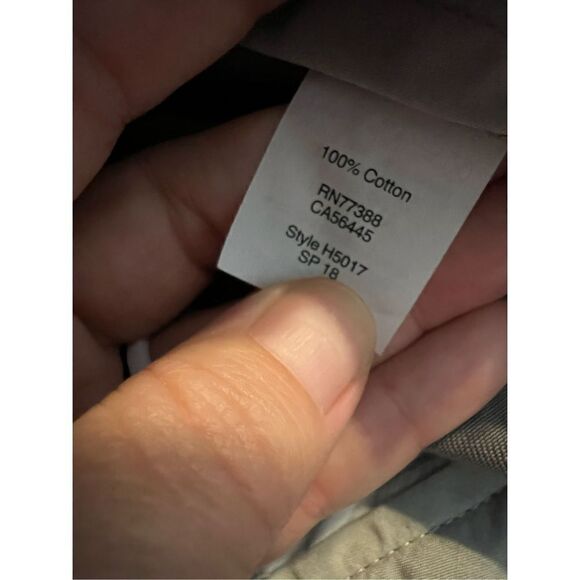 100% Cotton
RN77388
CA56445
Style H5017
SP 18